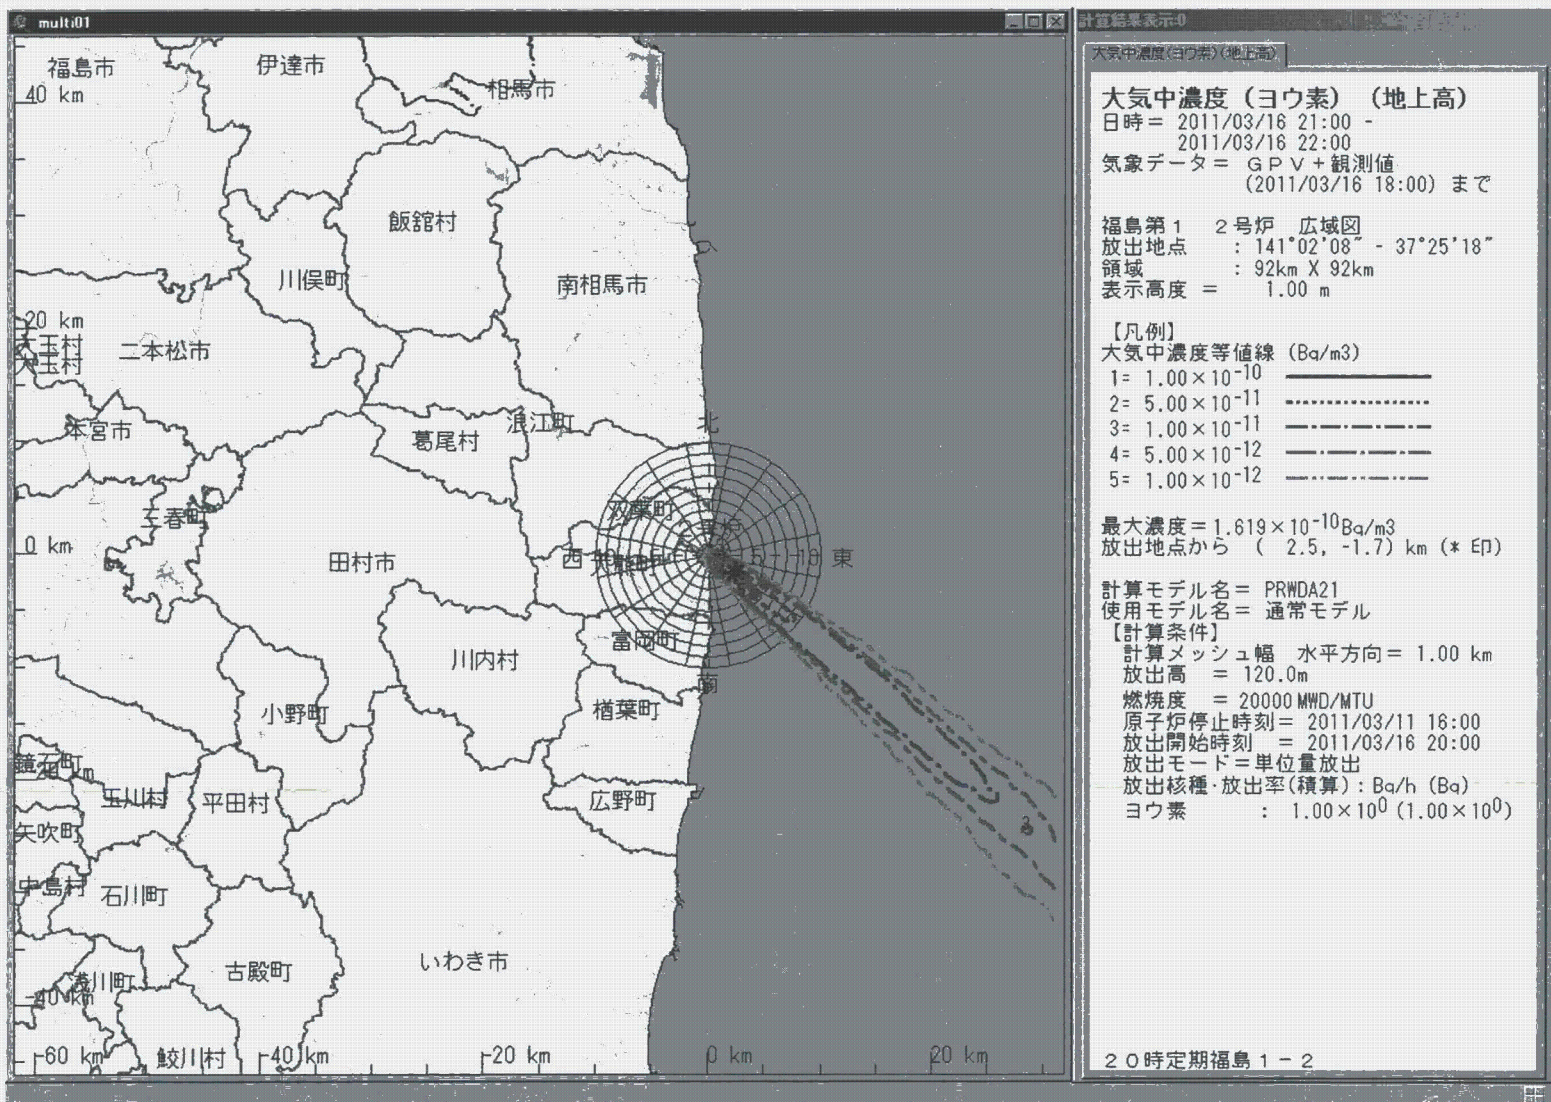 multi01
福島市
伊達市
相馬市
40 km
飯舘村
川俣町
南相馬市
20 km
大玉村
大玉村
二本松市
本宮市
葛尾村
浪江町
北
三春町
双葉町
0 km
田村市
西
東
富岡町
川内村
南
小野町
楢葉町
鏡石町
玉川村
平田村
広野町
矢吹町
中島村
石川町
いわき市
古殿町
浅川町
-40 km
鮫川村
-60 km
-40 km
-20 km
0 km
20 km
計算結果表示:0
大気中濃度(ヨウ素)(地上高)
大気中濃度(ヨウ素) (地上高)
日時= 2011/03/16 21:00 -
2011/03/16 22:00
気象データ= GPV+観測値
(2011/03/16 18:00) まで
福島第1 2号炉 広域図
放出地点 : 141°02'08" - 37°25'18"
領域 : 92km X 92km
表示高度 = 1.00 m
【凡例】
大気中濃度等値線 (Bq/m3)
1= 1.00×10-10
2= 5.00×10-11
3= 1.00×10-11
4= 5.00×10-12
5= 1.00×10-12
最大濃度=1.619×10-10Bq/m3
放出地点から ( 2.5, -1.7) km (* 印)
計算モデル名= PRWDA21
使用モデル名= 通常モデル
【計算条件】
計算メッシュ幅 水平方向= 1.00 km
放出高 = 120.0m
燃焼度 = 20000MWD/MTU
原子炉停止時刻= 2011/03/11 16:00
放出開始時刻 = 2011/03/16 20:00
放出モード=単位量放出
放出核種・放出率(積算):Bq/h (Bq)
ヨウ素 : 1.00×100 (1.00×100)
20時定期福島1-2